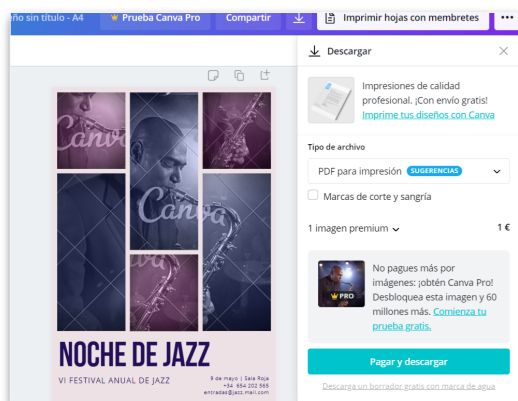 eño sin título - A4
Prueba Canva Pro
Compartir
Imprimir hojas con membretes
Descargar
Impresiones de calidad
profesional. ¡Con envío gratis!
Imprime tus diseños con Canva
Tipo de archivo
PDF para impresión SUGERENCIAS
Marcas de corte y sangría
1 imagen premium 1 €
No pagues más por
imágenes: ¡obtén Canva Pro!
Desbloquea esta imagen y 60
millones más. Comienza tu
prueba gratis.
PRO
Pagar y descargar
Descarga un borrador gratis con marca de agua
Canva
Canva
NOCHE DE JAZZ
VI FESTIVAL ANUAL DE JAZZ
9 de mayo | Sala Roja
+34 654 202 565
entradas@jazz.mail.com